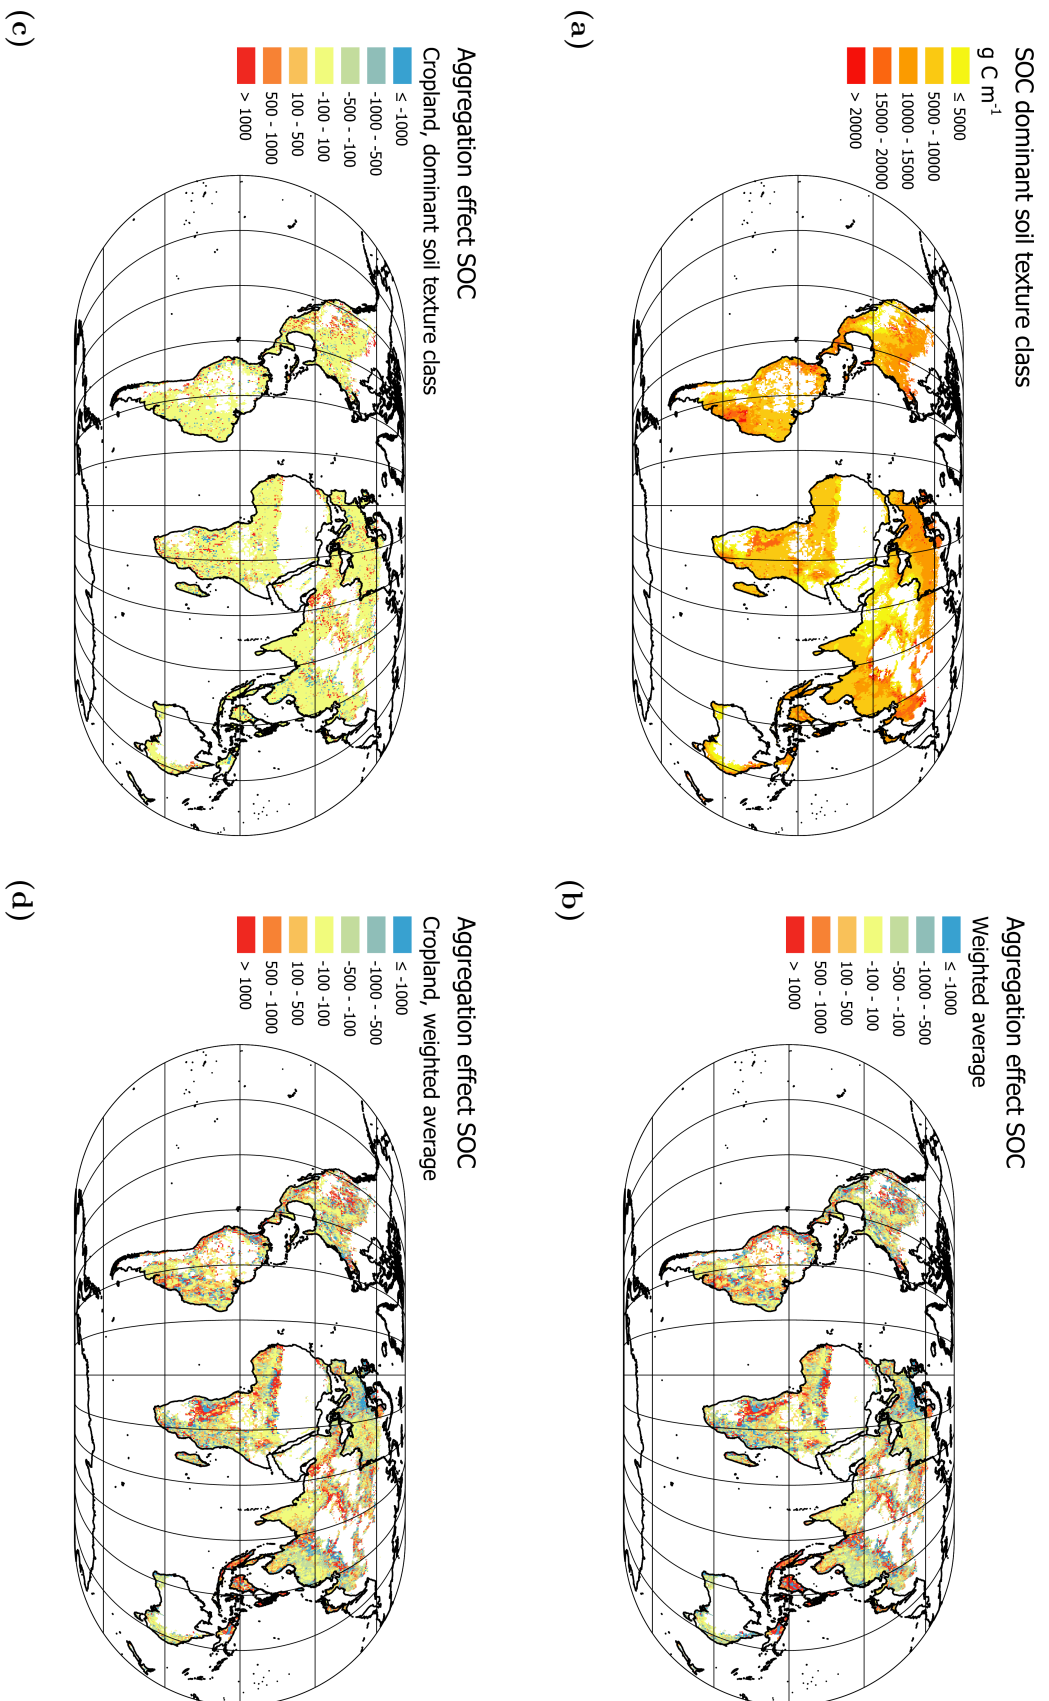 SOC dominant soil texture class
g C m-1
≤ 5000
5000 - 10000
10000 - 15000
15000 - 20000
> 20000
(a)
Aggregation effect SOC
Weighted average
≤ -1000
-1000 - -500
-500 - -100
-100 - 100
100 - 500
500 - 1000
> 1000
(b)
Aggregation effect SOC
Cropland, dominant soil texture class
≤ -1000
-1000 - -500
-500 - -100
-100 - 100
100 - 500
500 - 1000
> 1000
(c)
Aggregation effect SOC
Cropland, weighted average
≤ -1000
-1000 - -500
-500 - -100
-100 -100
100 - 500
500 - 1000
> 1000
(d)